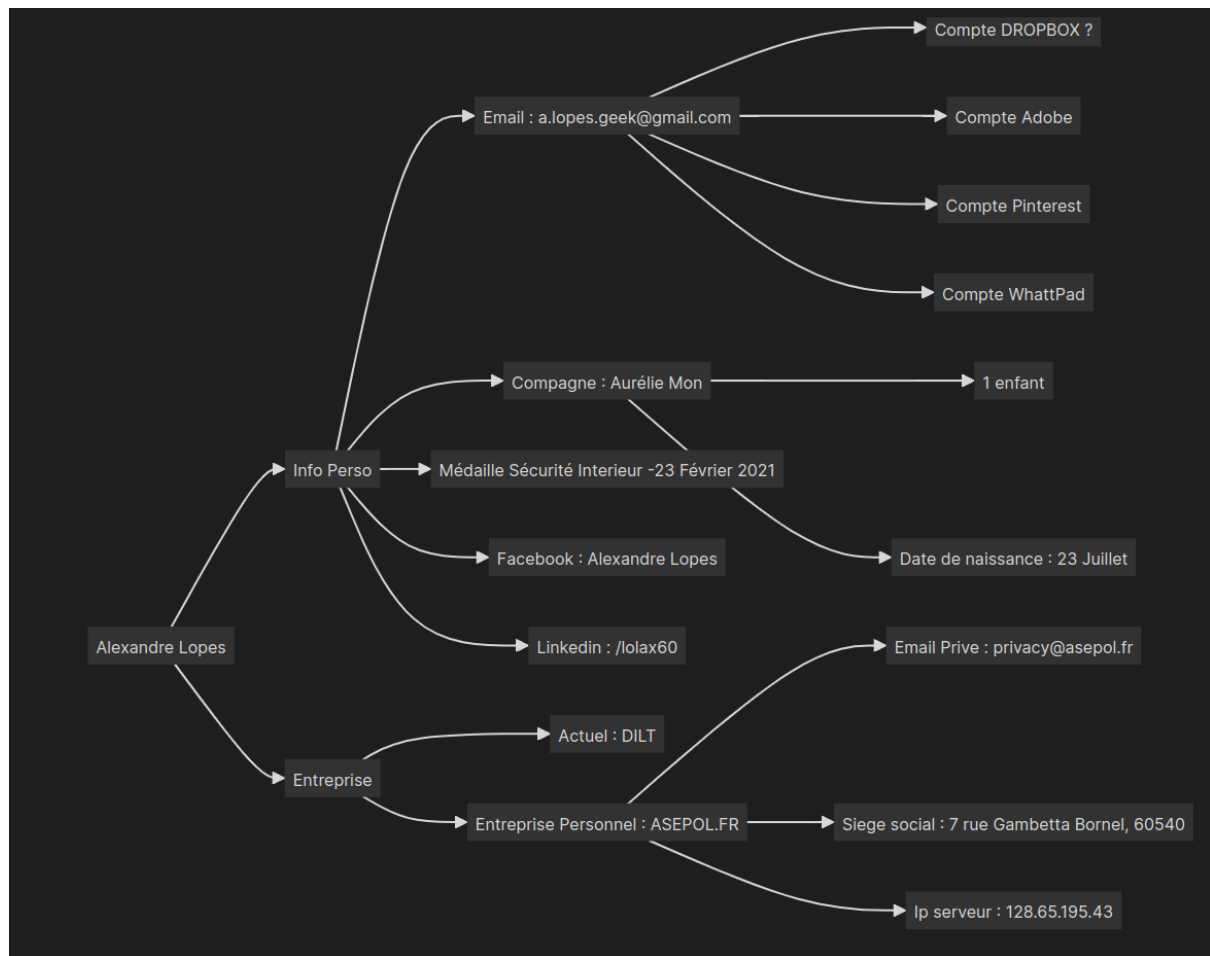 Compte DROPBOX ?
Email : a.lopes.geek@gmail.com
Compte Adobe
Compte Pinterest
Compte WhattPad
Compagne : Aurélie Mon
1 enfant
Info Perso
Médaille Sécurité Interieur -23 Février 2021
Facebook : Alexandre Lopes
Date de naissance : 23 Juillet
Alexandre Lopes
Linkedin : /lolax60
Email Prive : privacy@asepol.fr
Actuel : DILT
Entreprise
Entreprise Personnel : ASEPOL.FR
Siege social : 7 rue Gambetta Bornel, 60540
Ip serveur : 128.65.195.43